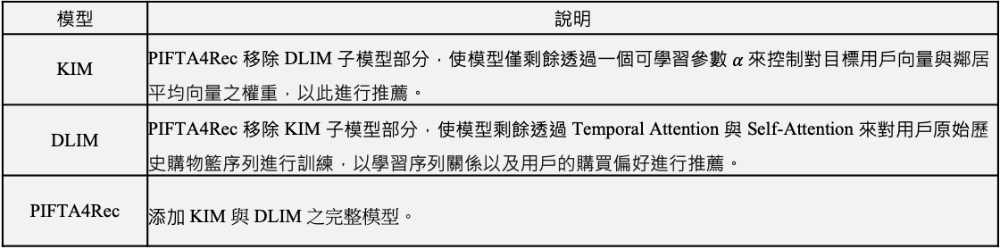 模型 說明
KIM
PIFTA4Rec 移除 DLIM 子模型部分，使模型僅剩餘透過一個可學習參數 α 來控制對目標用戶向量與鄰居
平均向量之權重，以此進行推薦。
DLIM
PIFTA4Rec 移除 KIM 子模型部分，使模型剩餘透過 Temporal Attention 與 Self-Attention 來對用戶原始歷
史購物籃序列進行訓練，以學習序列關係以及用戶的購買偏好進行推薦。
PIFTA4Rec
添加 KIM 與 DLIM 之完整模型。